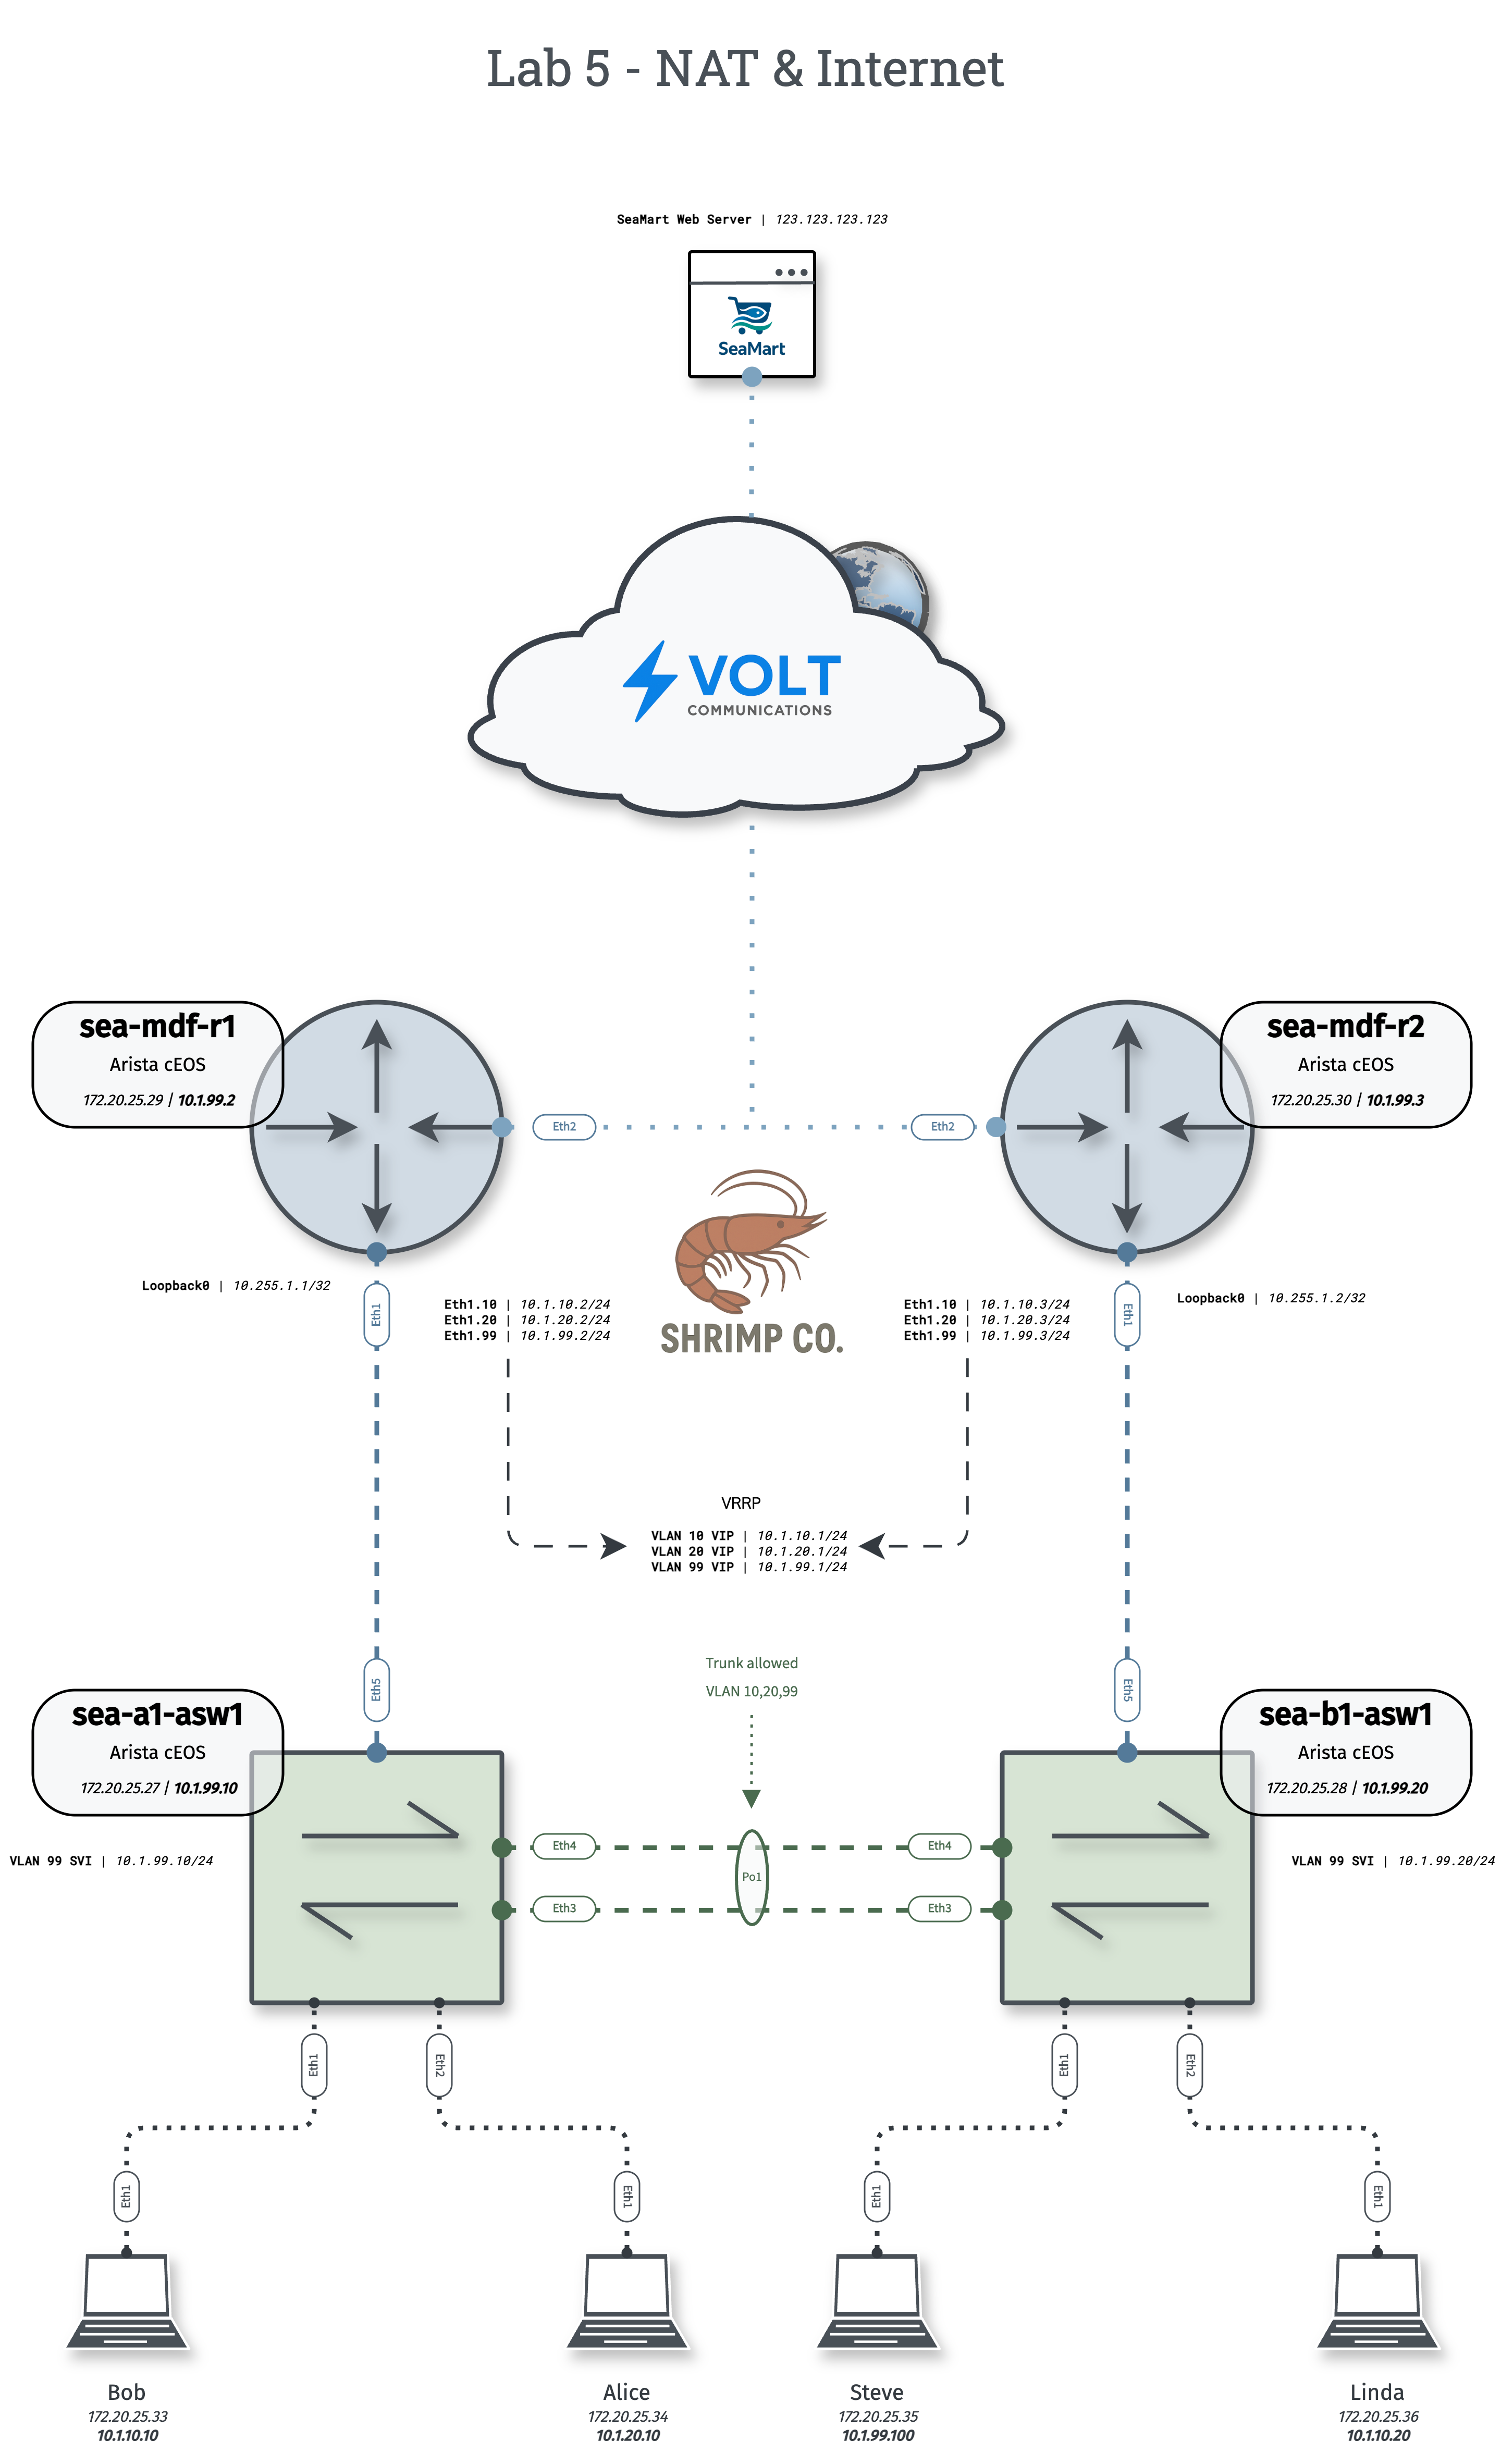 Lab 5 - NAT & Internet
SeaMart Web Server | 123.123.123.123
SeaMart
VOLT
COMMUNICATIONS
sea-mdf-r1
Arista cEOS
172.20.25.29 | 10.1.99.2
sea-mdf-r2
Arista cEOS
172.20.25.30 | 10.1.99.3
Eth2
Eth2
Loopback0 | 10.255.1.1/32
Eth1
Eth1.10 | 10.1.10.2/24
Eth1.20 | 10.1.20.2/24
Eth1.99 | 10.1.99.2/24
SHRIMP CO.
Eth1.10 | 10.1.10.3/24
Eth1.20 | 10.1.20.3/24
Eth1.99 | 10.1.99.3/24
Eth1
Loopback0 | 10.255.1.2/32
VRRP
VLAN 10 VIP | 10.1.10.1/24
VLAN 20 VIP | 10.1.20.1/24
VLAN 99 VIP | 10.1.99.1/24
Trunk allowed
VLAN 10,20,99
Eth5
Eth5
sea-a1-asw1
Arista cEOS
172.20.25.27 | 10.1.99.10
sea-b1-asw1
Arista cEOS
172.20.25.28 | 10.1.99.20
VLAN 99 SVI | 10.1.99.10/24
Eth4
Eth4
Po1
Eth3
Eth3
VLAN 99 SVI | 10.1.99.20/24
Eth1
Eth2
Eth1
Eth2
Eth1
Eth1
Eth1
Eth1
Bob
172.20.25.33
10.1.10.10
Alice
172.20.25.34
10.1.20.10
Steve
172.20.25.35
10.1.99.100
Linda
172.20.25.36
10.1.10.20